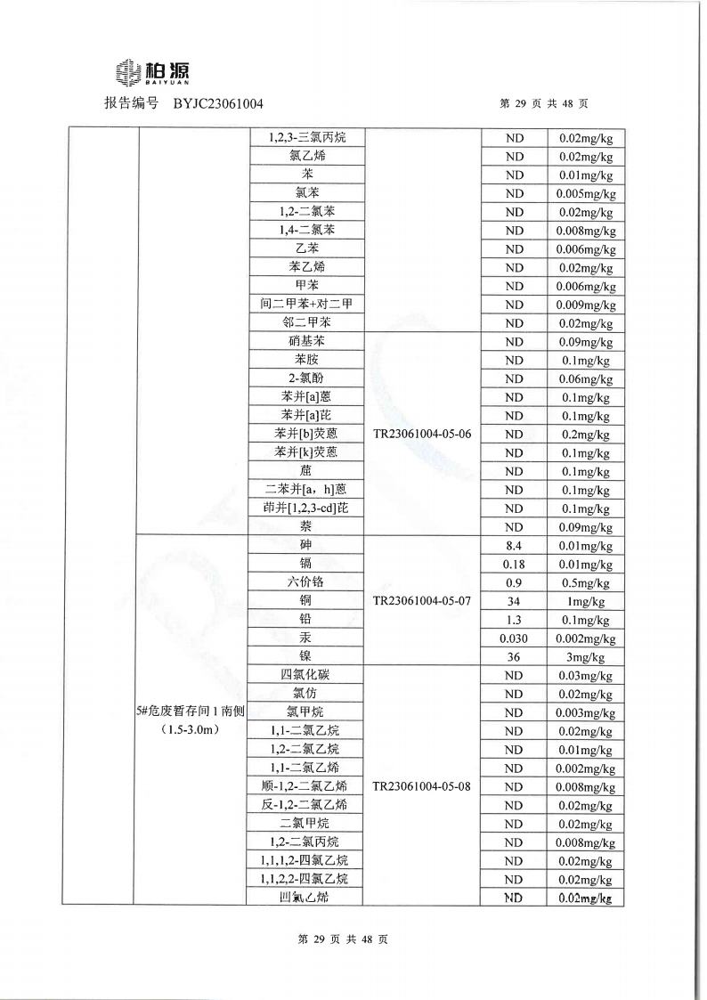 柏源
BAIYUAN
报告编号 BYJC23061004 第 29 页 共 48 页
1,2,3-三氯丙烷 ND 0.02mg/kg
氯乙烯 ND 0.02mg/kg
苯 ND 0.01mg/kg
氯苯 ND 0.005mg/kg
1,2-二氯苯 ND 0.02mg/kg
1,4-二氯苯 ND 0.008mg/kg
乙苯 ND 0.006mg/kg
苯乙烯 ND 0.02mg/kg
甲苯 ND 0.006mg/kg
间二甲苯+对二甲 ND 0.009mg/kg
邻二甲苯 ND 0.02mg/kg
硝基苯 ND 0.09mg/kg
苯胺 ND 0.1mg/kg
2-氯酚 ND 0.06mg/kg
苯并[a]蒽 ND 0.1mg/kg
苯并[a]芘 ND 0.1mg/kg
苯并[b]荧蒽 TR23061004-05-06 ND 0.2mg/kg
苯并[k]荧蒽 ND 0.1mg/kg
䓛 ND 0.1mg/kg
二苯并[a，h]蒽 ND 0.1mg/kg
茚并[1,2,3-cd]芘 ND 0.1mg/kg
萘 ND 0.09mg/kg
砷 8.4 0.01mg/kg
镉 0.18 0.01mg/kg
六价铬 0.9 0.5mg/kg
铜 TR23061004-05-07 34 1mg/kg
铅 1.3 0.1mg/kg
汞 0.030 0.002mg/kg
镍 36 3mg/kg
四氯化碳 ND 0.03mg/kg
氯仿 ND 0.02mg/kg
5#危废暂存间 1 南侧 氯甲烷 ND 0.003mg/kg
（1.5-3.0m） 1,1-二氯乙烷 ND 0.02mg/kg
1,2-二氯乙烷 ND 0.01mg/kg
1,1-二氯乙烯 ND 0.002mg/kg
顺-1,2-二氯乙烯 TR23061004-05-08 ND 0.008mg/kg
反-1,2-二氯乙烯 ND 0.02mg/kg
二氯甲烷 ND 0.02mg/kg
1,2-二氯丙烷 ND 0.008mg/kg
1,1,1,2-四氯乙烷 ND 0.02mg/kg
1,1,2,2-四氯乙烷 ND 0.02mg/kg
四氯乙烯 ND 0.02mg/kg
第 29 页 共 48 页